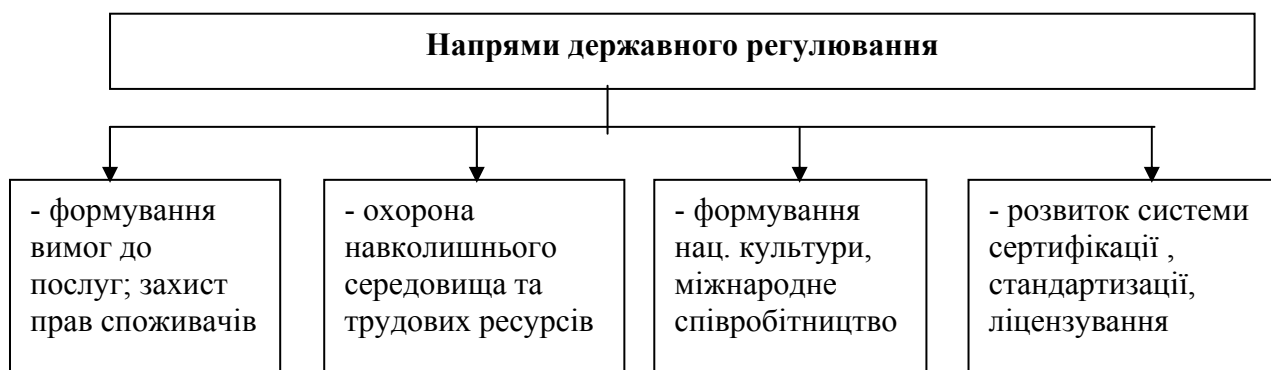 Напрями державного регулювання
- формування
вимог до
послуг; захист
прав споживачів
- охорона
навколишнього
середовища та
трудових ресурсів
- формування
нац. культури,
міжнародне
співробітництво
- розвиток системи
сертифікації ,
стандартизації,
ліцензування